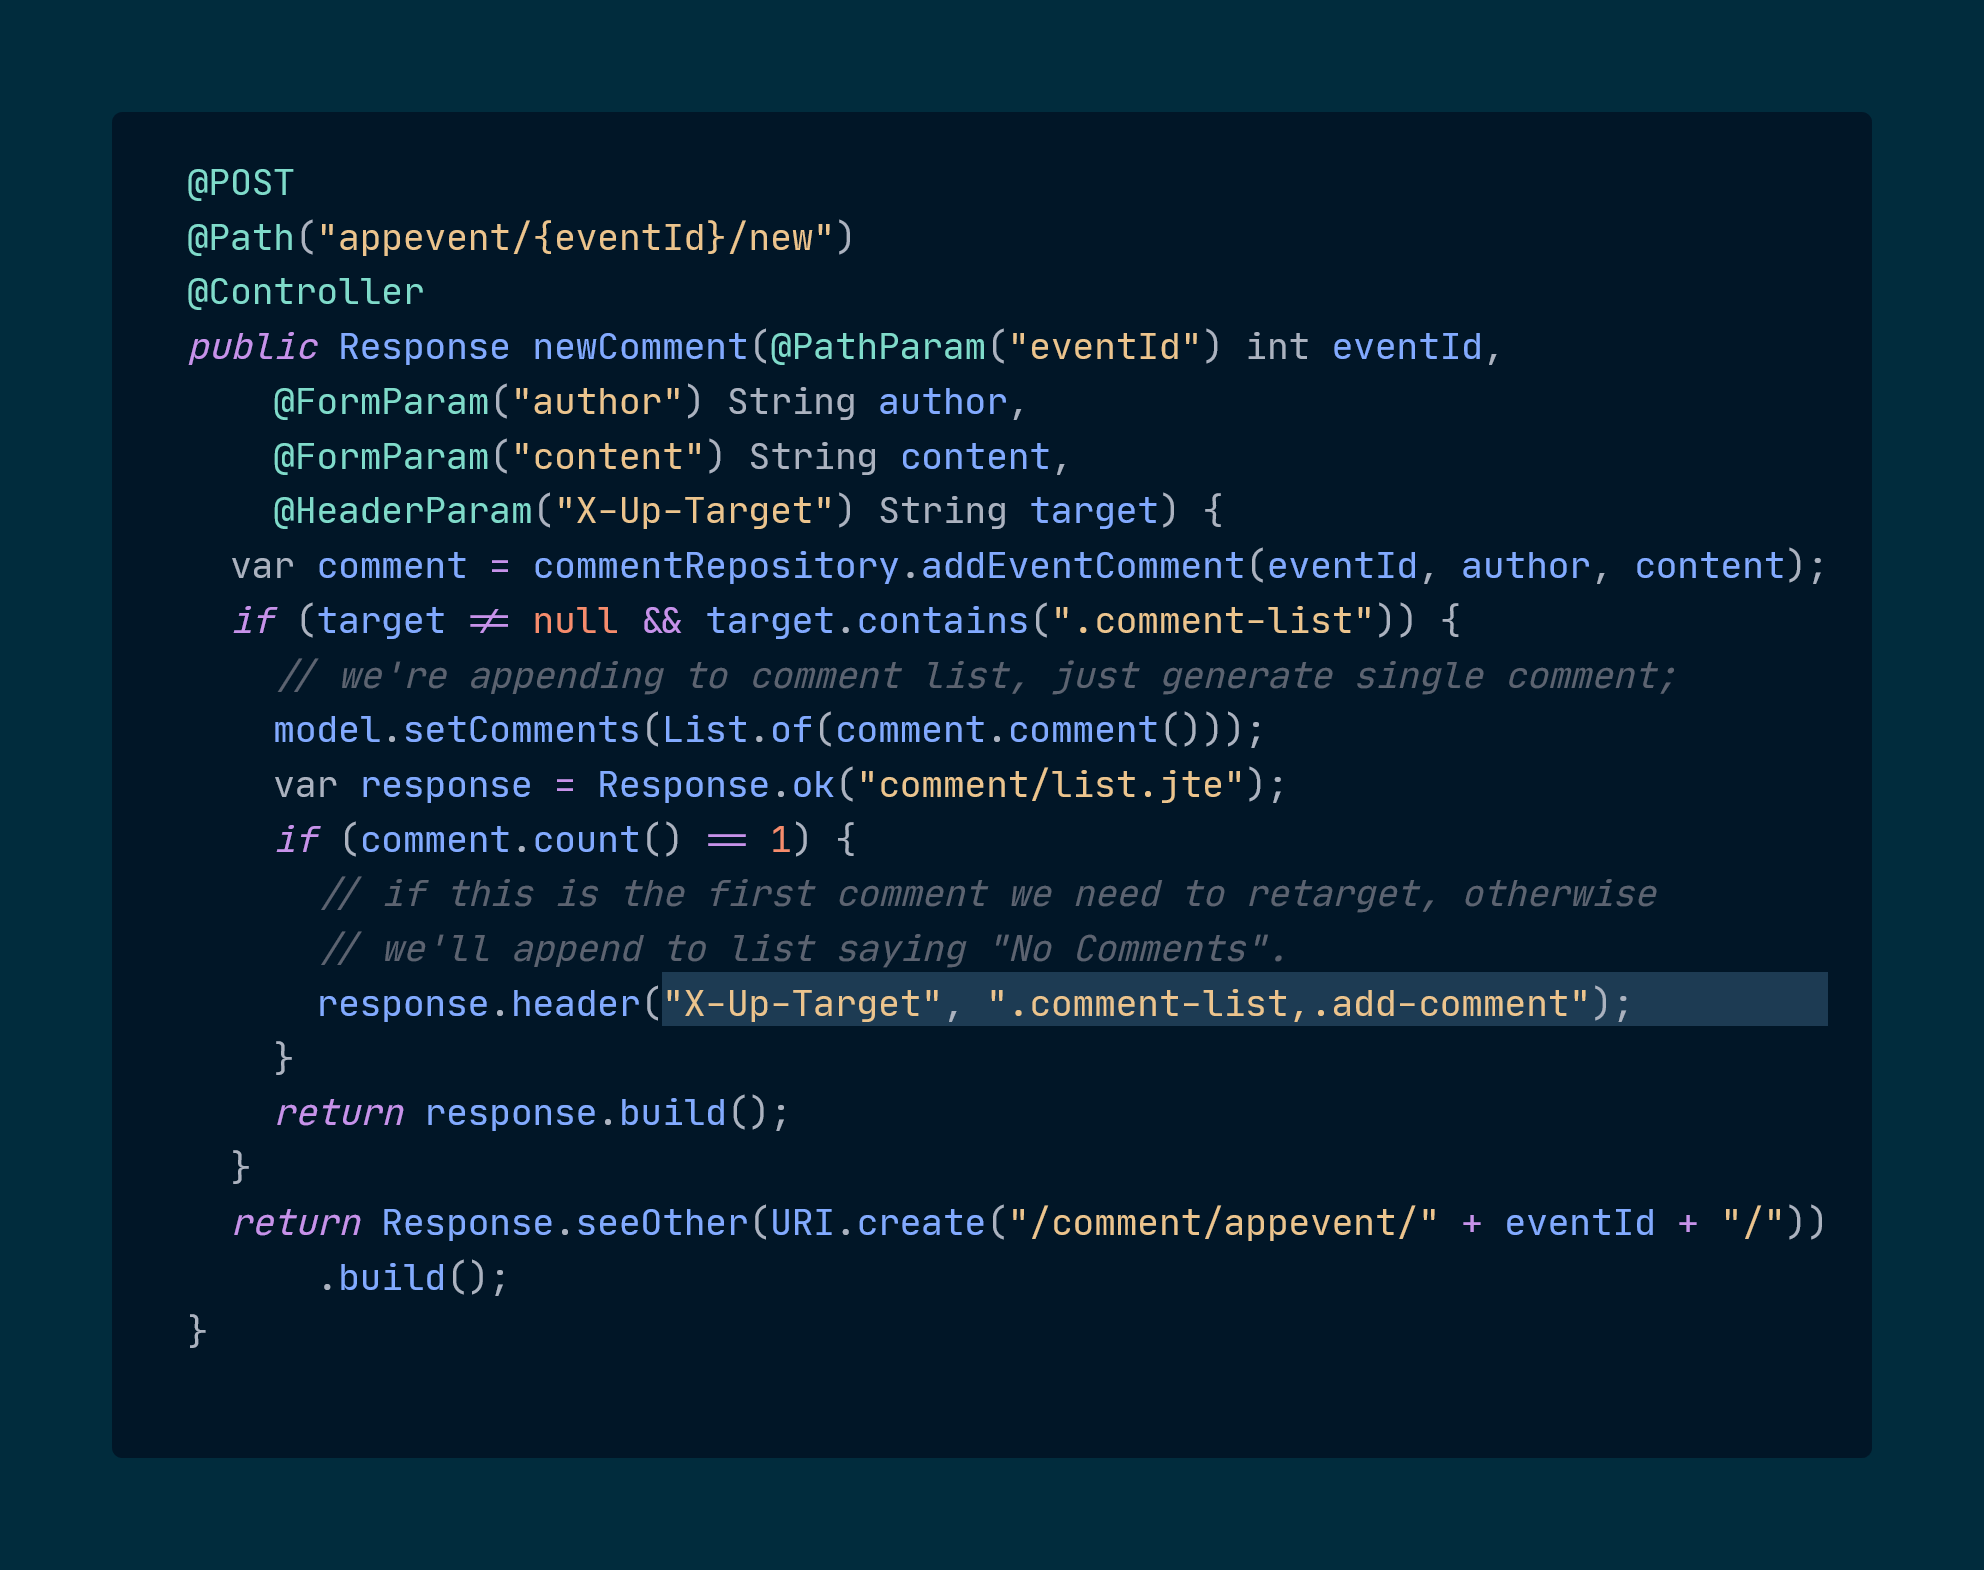 @POST
@Path("appevent/{eventId}/new")
@Controller
public Response newComment(@PathParam("eventId") int eventId,
    @FormParam("author") String author,
    @FormParam("content") String content,
    @HeaderParam("X-Up-Target") String target) {
  var comment = commentRepository.addEventComment(eventId, author, content);
  if (target != null && target.contains(".comment-list")) {
    // we're appending to comment list, just generate single comment;
    model.setComments(List.of(comment.comment()));
    var response = Response.ok("comment/list.jte");
    if (comment.count() == 1) {
      // if this is the first comment we need to retarget, otherwise
      // we'll append to list saying "No Comments".
      response.header("X-Up-Target", ".comment-list,.add-comment");
    }
    return response.build();
  }
  return Response.seeOther(URI.create("/comment/appevent/" + eventId + "/"))
      .build();
}